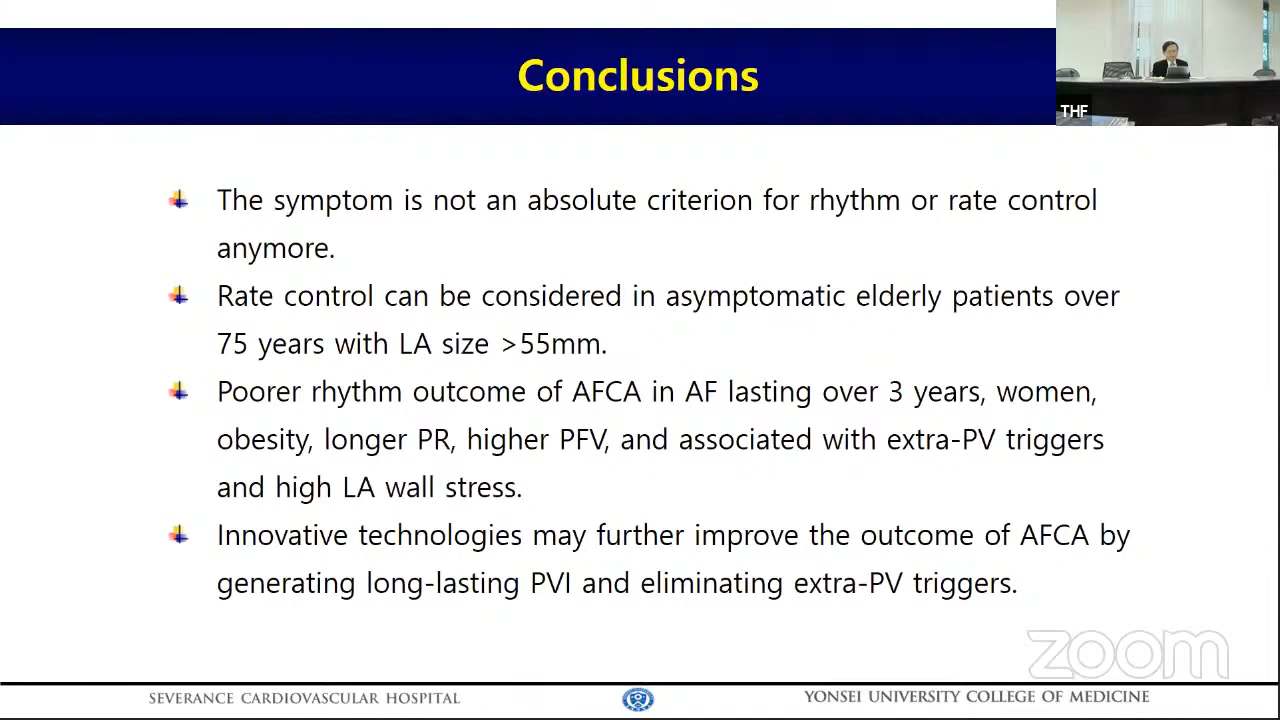 Conclusions
THF
The symptom is not an absolute criterion for rhythm or rate control
anymore.
Rate control can be considered in asymptomatic elderly patients over
75 years with LA size >55mm.
Poorer rhythm outcome of AFCA in AF lasting over 3 years, women,
obesity, longer PR, higher PFV, and associated with extra-PV triggers
and high LA wall stress.
Innovative technologies may further improve the outcome of AFCA by
generating long-lasting PVI and eliminating extra-PV triggers.
zoom
SEVERANCE CARDIOVASCULAR HOSPITAL
YONSEI UNIVERSITY COLLEGE OF MEDICINE